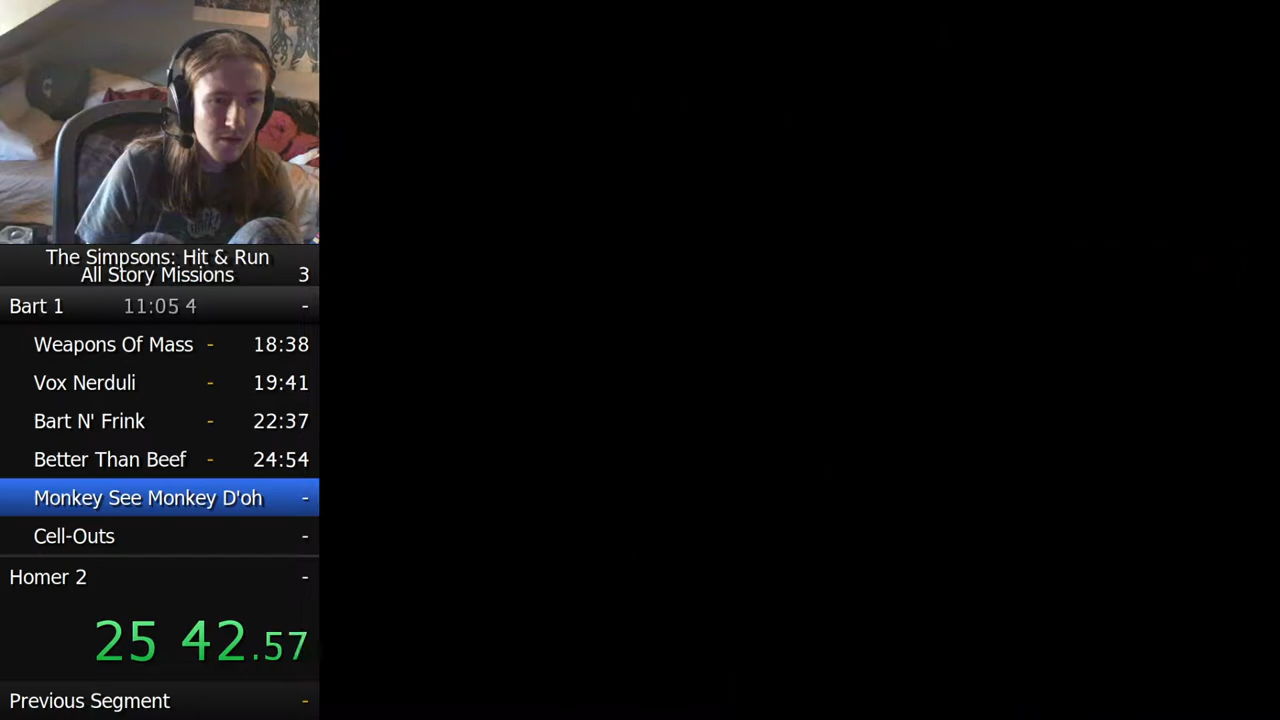 The Simpsons: Hit & Run
All Story Missions 3
Bart 1 11:05 4 -
Weapons Of Mass - 18:38
Vox Nerduli - 19:41
Bart N' Frink - 22:37
Better Than Beef - 24:54
Monkey See Monkey D'oh -
Cell-Outs -
Homer 2 -
25 42.57
Previous Segment -